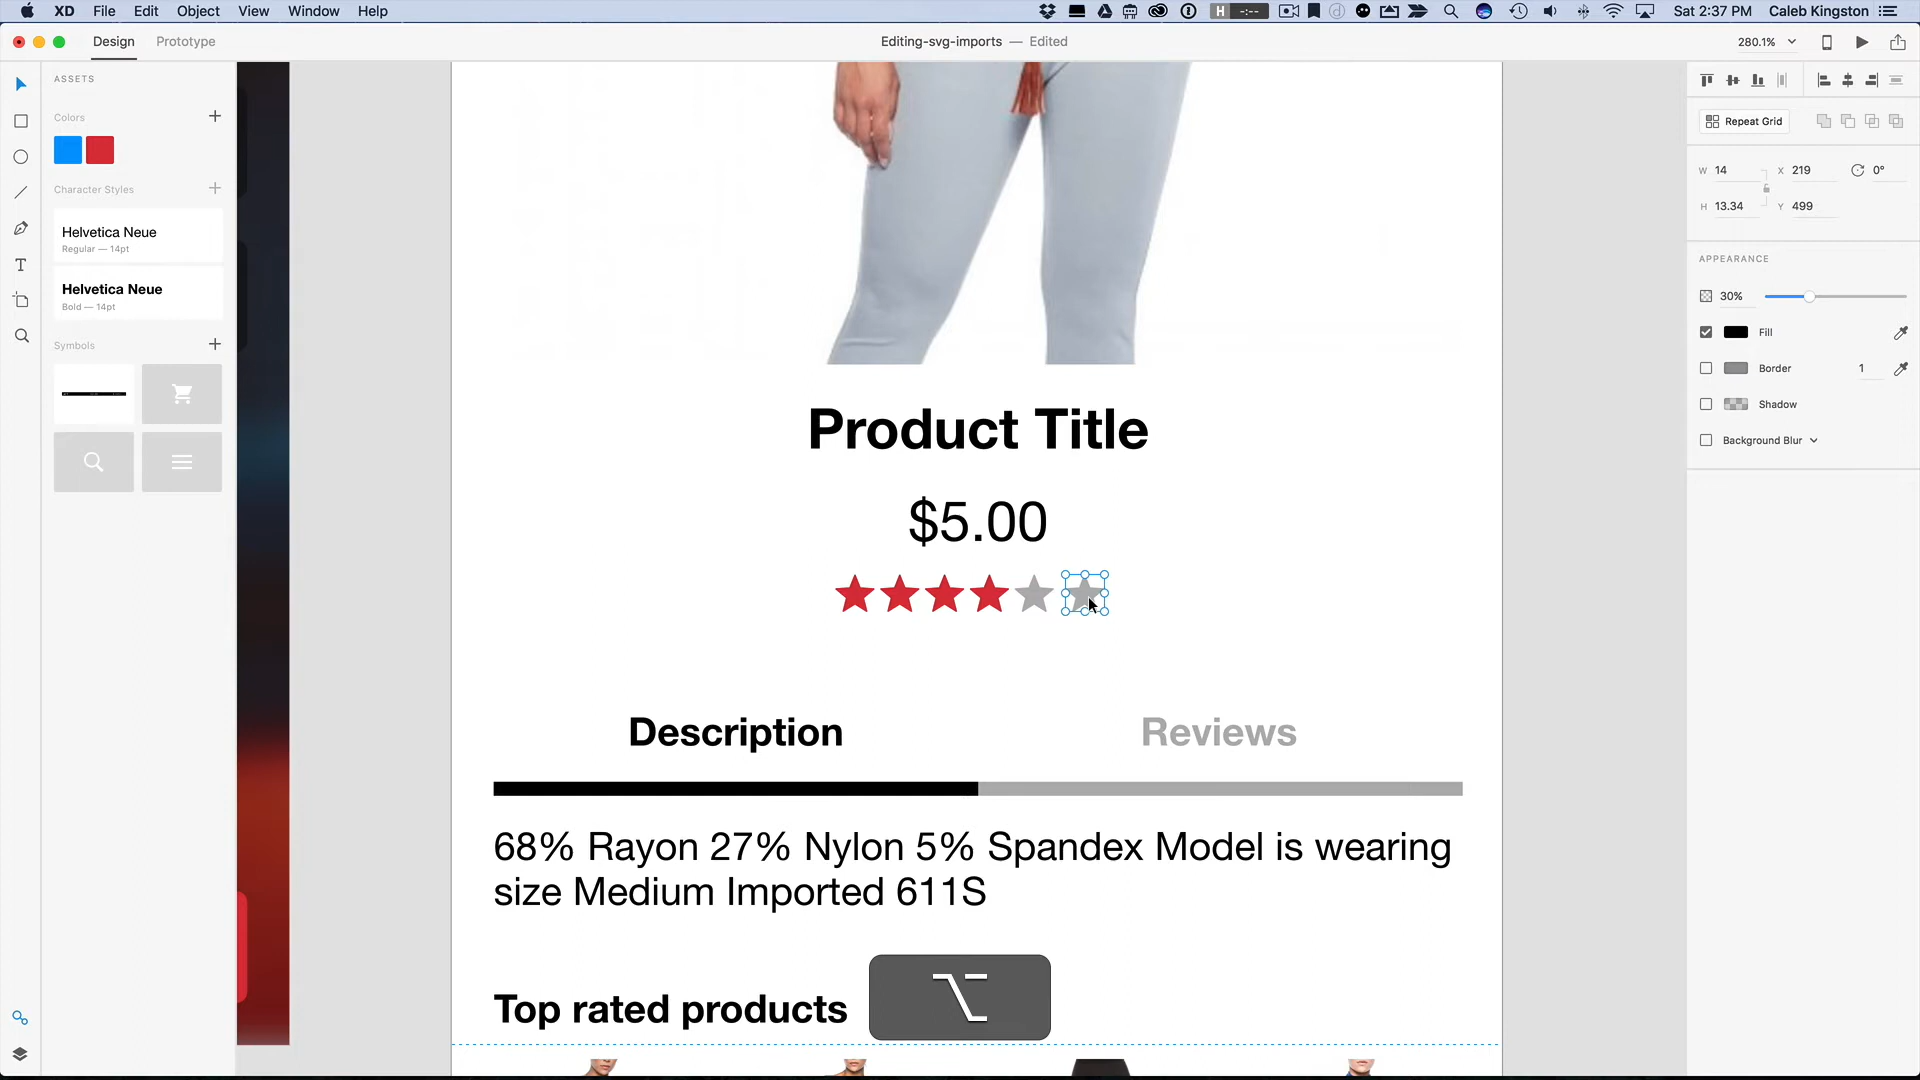 XD File Edit Object View Window Help
H -:-- Sat 2:37 PM Caleb Kingston
Design Prototype
Editing-svg-imports — Edited
280.1%
ASSETS
Colors
Character Styles
Helvetica Neue
Regular — 14pt
Helvetica Neue
Bold — 14pt
Symbols
Product Title
$5.00
Description Reviews
68% Rayon 27% Nylon 5% Spandex Model is wearing
size Medium Imported 611S
Top rated products
Repeat Grid
W 14 X 219 0°
H 13.34 Y 499
APPEARANCE
30%
Fill
Border 1
Shadow
Background Blur